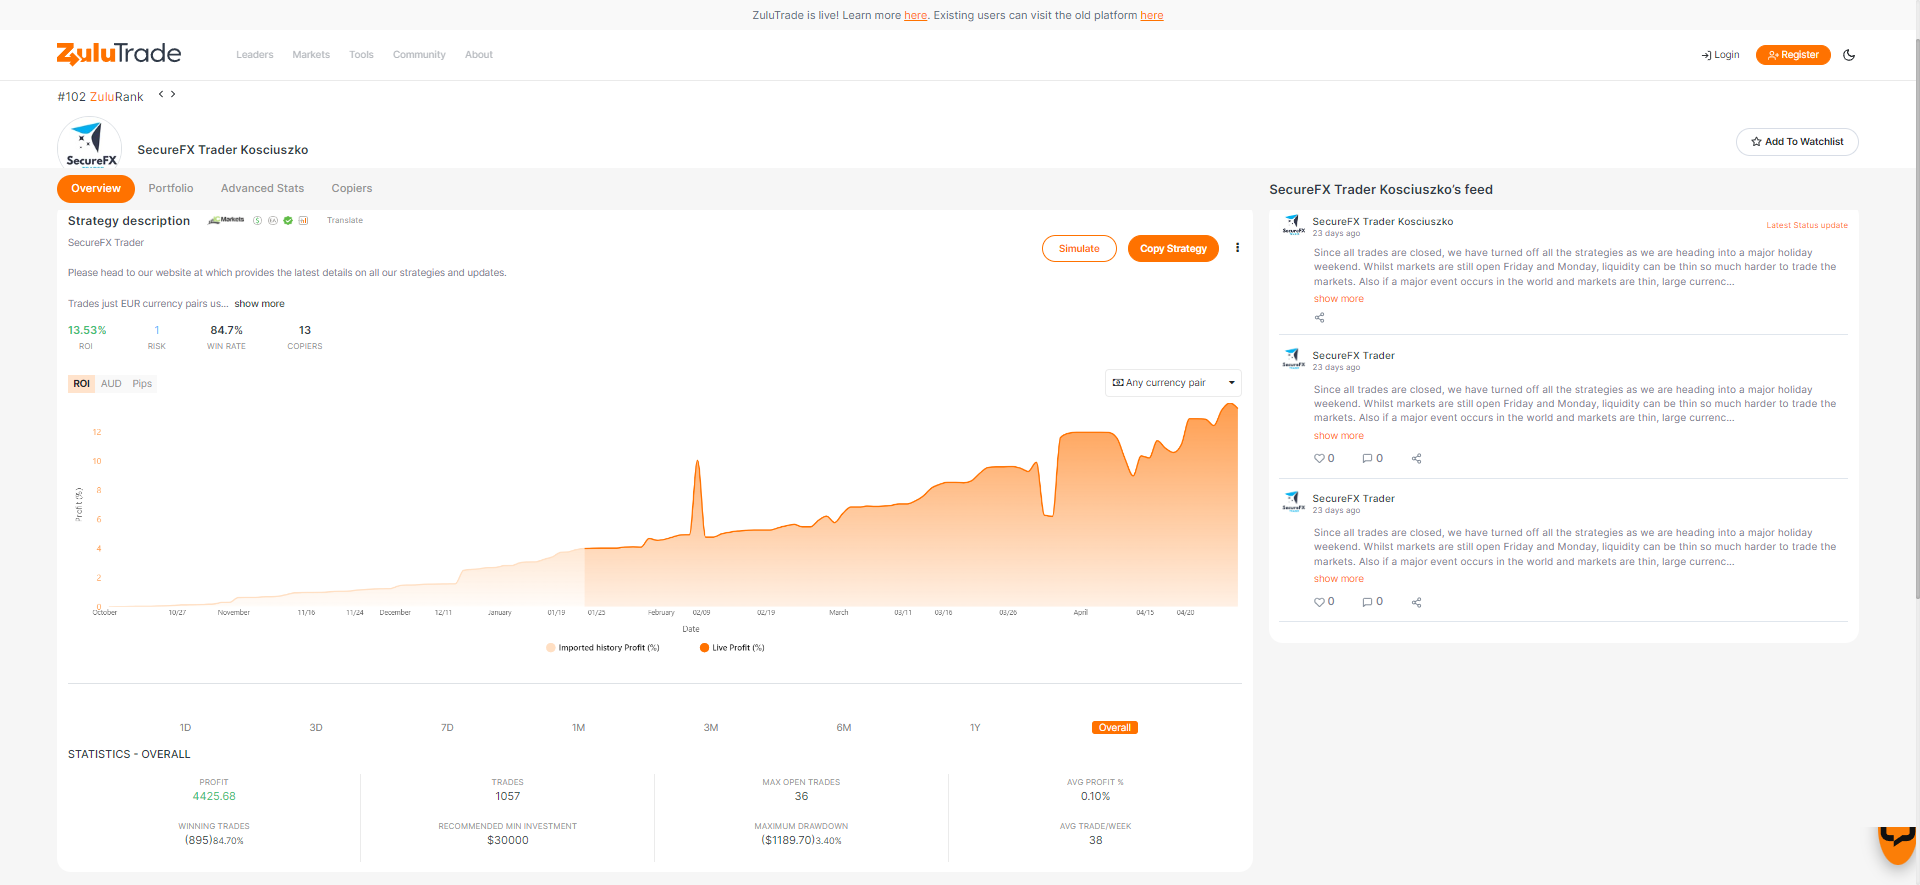 ZuluTrade is live! Learn more here. Existing users can visit the old platform here
ZuluTrade
Leaders Markets Tools Community About
Login Register
#102 ZuluRank < >
SecureFX
SecureFX Trader Kosciuszko
Add To Watchlist
Overview Portfolio Advanced Stats Copiers
Strategy description Markets Translate
SecureFX Trader
Simulate Copy Strategy
Please head to our website at which provides the latest details on all our strategies and updates.
Trades just EUR currency pairs us... show more
13.53% 1 84.7% 13
ROI RISK WIN RATE COPIERS
ROI AUD Pips
Any currency pair
12
10
8
6
4
2
0
Profit (%)
October 10/27 November 11/16 11/24 December 12/11 January 01/19 01/25 February 02/09 02/19 March 03/11 03/16 03/26 April 04/15 04/20
Date
Imported history Profit (%) Live Profit (%)
1D 3D 7D 1M 3M 6M 1Y Overall
STATISTICS - OVERALL
PROFIT TRADES MAX OPEN TRADES AVG PROFIT %
4425.68 1057 36 0.10%
WINNING TRADES RECOMMENDED MIN INVESTMENT MAXIMUM DRAWDOWN AVG TRADE/WEEK
(895)84.70% $30000 ($1189.70)3.40% 38
SecureFX Trader Kosciuszko's feed
SecureFX Trader Kosciuszko
23 days ago
Latest Status update
Since all trades are closed, we have turned off all the strategies as we are heading into a major holiday
weekend. Whilst markets are still open Friday and Monday, liquidity can be thin so much harder to trade the
markets. Also if a major event occurs in the world and markets are thin, large currenc...
show more
SecureFX Trader
23 days ago
Since all trades are closed, we have turned off all the strategies as we are heading into a major holiday
weekend. Whilst markets are still open Friday and Monday, liquidity can be thin so much harder to trade the
markets. Also if a major event occurs in the world and markets are thin, large currenc...
show more
0 0
SecureFX Trader
23 days ago
Since all trades are closed, we have turned off all the strategies as we are heading into a major holiday
weekend. Whilst markets are still open Friday and Monday, liquidity can be thin so much harder to trade the
markets. Also if a major event occurs in the world and markets are thin, large currenc...
show more
0 0